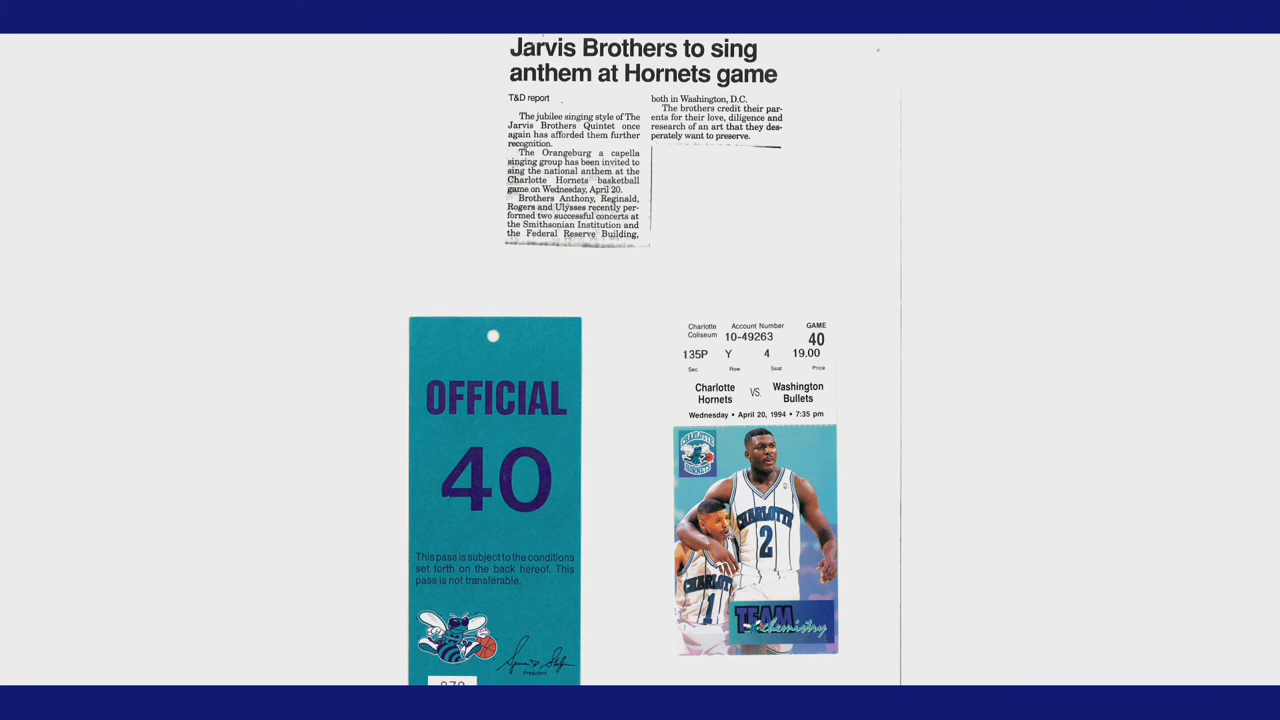 Jarvis Brothers to sing
anthem at Hornets game
T&D report
The jubilee singing style of The
Jarvis Brothers Quintet once
again has afforded them further
recognition.
The Orangeburg a capella
singing group has been invited to
sing the national anthem at the
Charlotte Hornets basketball
game on Wednesday, April 20.
Brothers Anthony, Reginald,
Rogers and Ulysses recently per-
formed two successful concerts at
the Smithsonian Institution and
the Federal Reserve Building,
both in Washington, D.C.
The brothers credit their par-
ents for their love, diligence and
research of an art that they des-
perately want to preserve.
OFFICIAL
40
This pass is subject to the conditions
set forth on the back hereof. This
pass is not transferable.
President
Charlotte Account Number GAME
Coliseum 10-49263 40
135P Y 4 19.00
Sec. Row Seat Price
Charlotte Washington
Hornets VS. Bullets
Wednesday • April 20, 1994 • 7:35 pm
CHARLOTTE
HORNETS
CHARLOTTE
2
CHARLOTTE
1
TEAM
chemistry